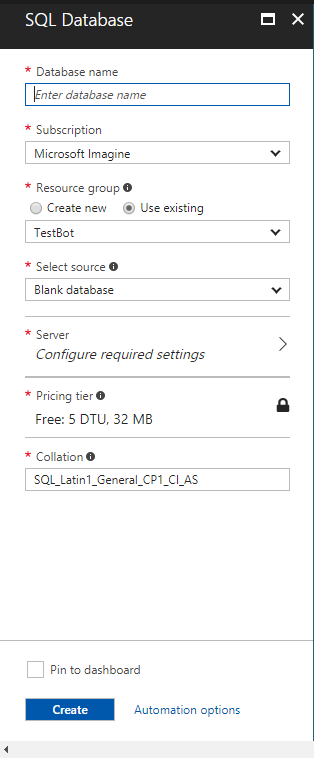 SQL Database
* Database name
Enter database name
* Subscription
Microsoft Imagine
* Resource group
Create new Use existing
TestBot
* Select source
Blank database
* Server
Configure required settings
* Pricing tier
Free: 5 DTU, 32 MB
* Collation
SQL_Latin1_General_CP1_CI_AS
Pin to dashboard
Create Automation options